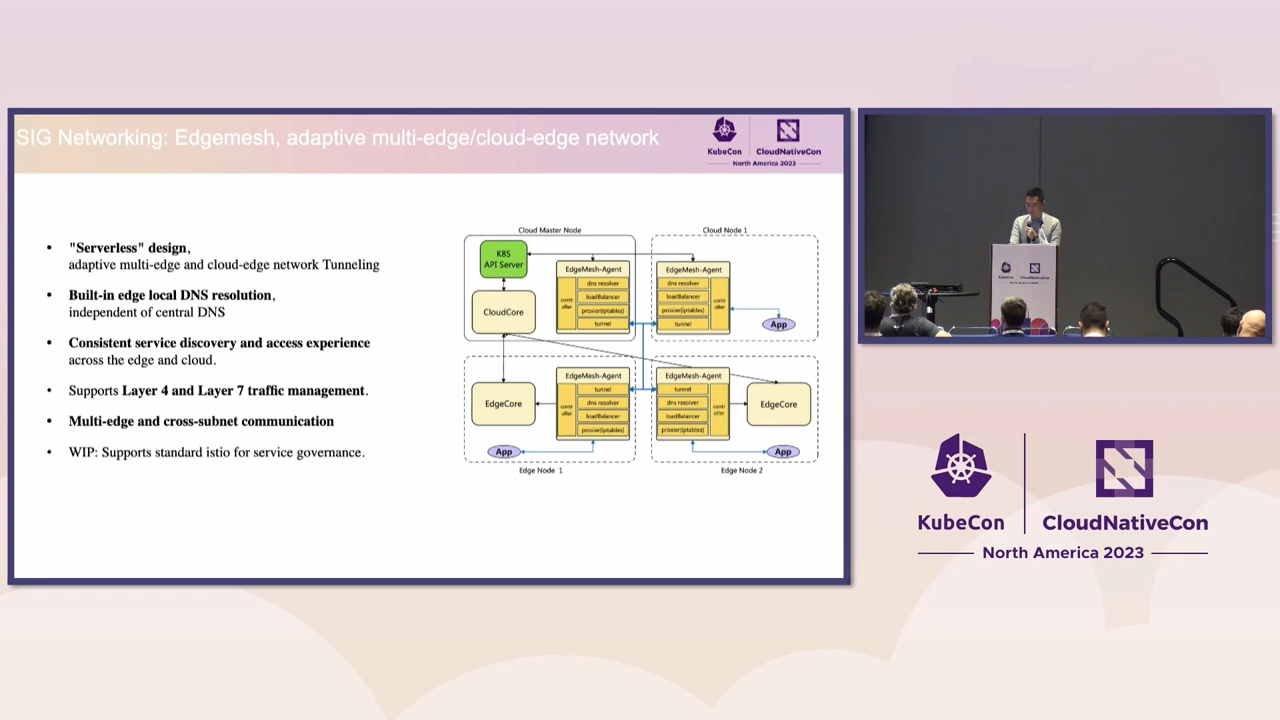 SIG Networking: Edgemesh, adaptive multi-edge/cloud-edge network
KubeCon
CloudNativeCon
North America 2023
• "Serverless" design,
adaptive multi-edge and cloud-edge network Tunneling
• Built-in edge local DNS resolution,
independent of central DNS
• Consistent service discovery and access experience
across the edge and cloud.
• Supports Layer 4 and Layer 7 traffic management.
• Multi-edge and cross-subnet communication
• WIP: Supports standard istio for service governance.
Cloud Master Node
K8S
API Server
CloudCore
EdgeMesh-Agent
contr
oller
dns resolver
loadBalancer
proxier(iptables)
tunnel
Cloud Node 1
EdgeMesh-Agent
dns resolver
loadBalancer
proxier(iptables)
tunnel
contr
oller
App
EdgeCore
EdgeMesh-Agent
contr
oller
tunnel
dns resolver
loadBalancer
proxier(iptables)
App
Edge Node 1
EdgeMesh-Agent
tunnel
dns resolver
loadBalancer
proxier(iptables)
contr
oller
EdgeCore
App
Edge Node 2
KubeCon
CloudNativeCon
North America 2023